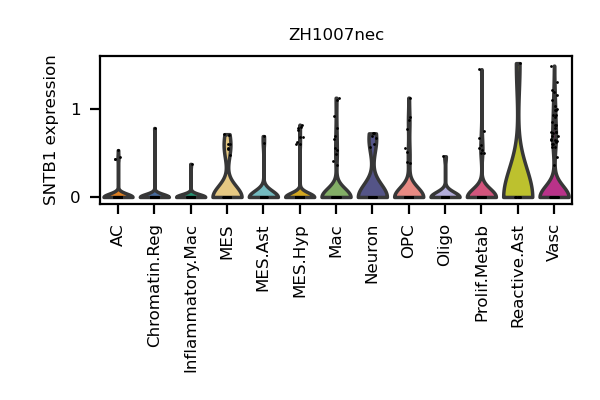 ZH1007nec
SNTB1 expression
1
0
AC
Chromatin.Reg
Inflammatory.Mac
MES
MES.Ast
MES.Hyp
Mac
Neuron
OPC
Oligo
Prolif.Metab
Reactive.Ast
Vasc